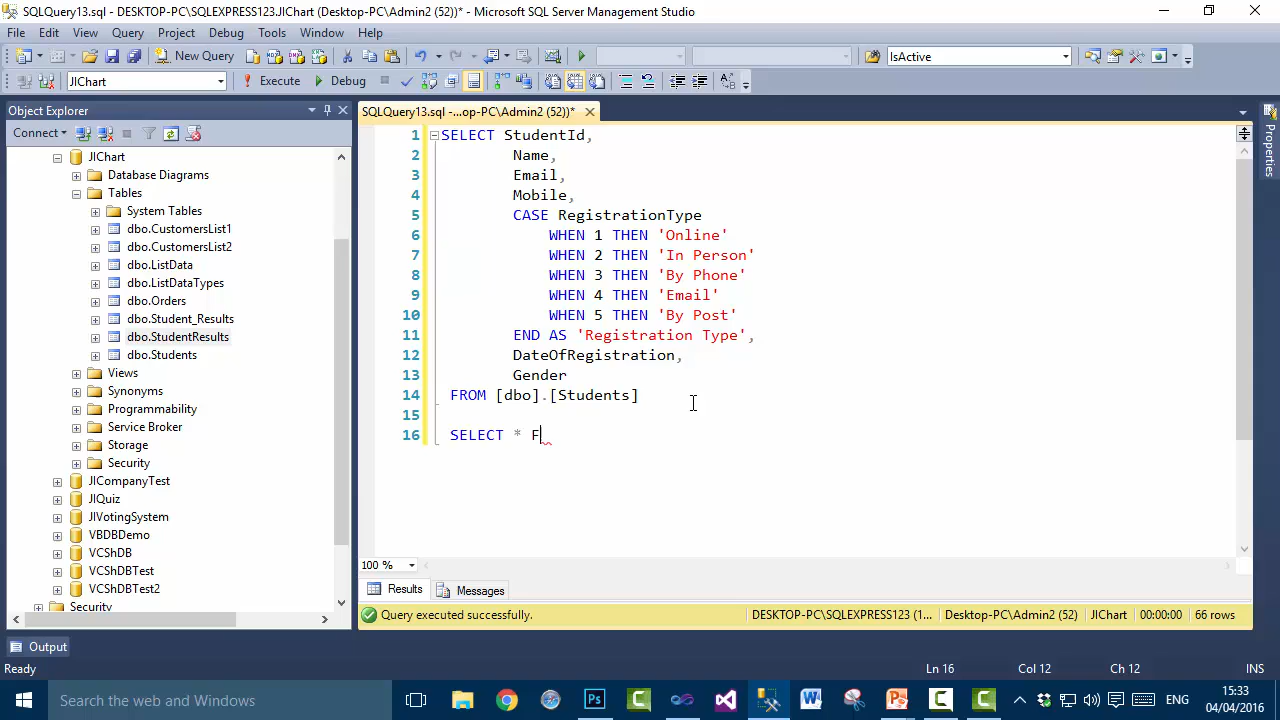 SQLQuery13.sql - DESKTOP-PC\SQLEXPRESS123.JIChart (Desktop-PC\Admin2 (52))* - Microsoft SQL Server Management Studio
File Edit View Query Project Debug Tools Window Help
New Query IsActive
JIChart Execute Debug
Object Explorer
SQLQuery13.sql -...op-PC\Admin2 (52))*
Connect
JIChart
Database Diagrams
Tables
System Tables
dbo.CustomersList1
dbo.CustomersList2
dbo.ListData
dbo.ListDataTypes
dbo.Orders
dbo.Student_Results
dbo.StudentResults
dbo.Students
Views
Synonyms
Programmability
Service Broker
Storage
Security
JICompanyTest
JIQuiz
JIVotingSystem
VBDBDemo
VCShDB
VCShDBTest
VCShDBTest2
Security
1 SELECT StudentId,
2 Name,
3 Email,
4 Mobile,
5 CASE RegistrationType
6 WHEN 1 THEN 'Online'
7 WHEN 2 THEN 'In Person'
8 WHEN 3 THEN 'By Phone'
9 WHEN 4 THEN 'Email'
10 WHEN 5 THEN 'By Post'
11 END AS 'Registration Type',
12 DateOfRegistration,
13 Gender
14 FROM [dbo].[Students]
15
16 SELECT * F
Properties
100 %
Results Messages
Query executed successfully. DESKTOP-PC\SQLEXPRESS123 (1... Desktop-PC\Admin2 (52) JIChart 00:00:00 66 rows
Output
Ready Ln 16 Col 12 Ch 12 INS
Search the web and Windows ENG 15:33
04/04/2016